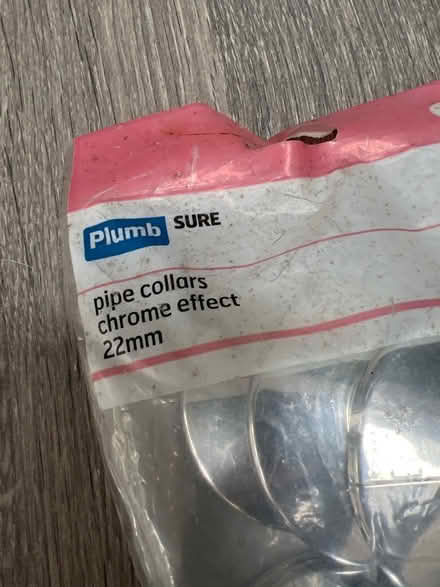 Plumb SURE
pipe collars
chrome effect
22mm